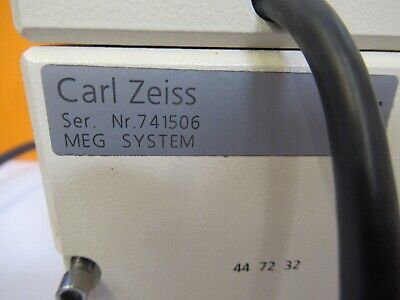 Carl Zeiss
Ser. Nr.741506
MEG SYSTEM
44 72 32